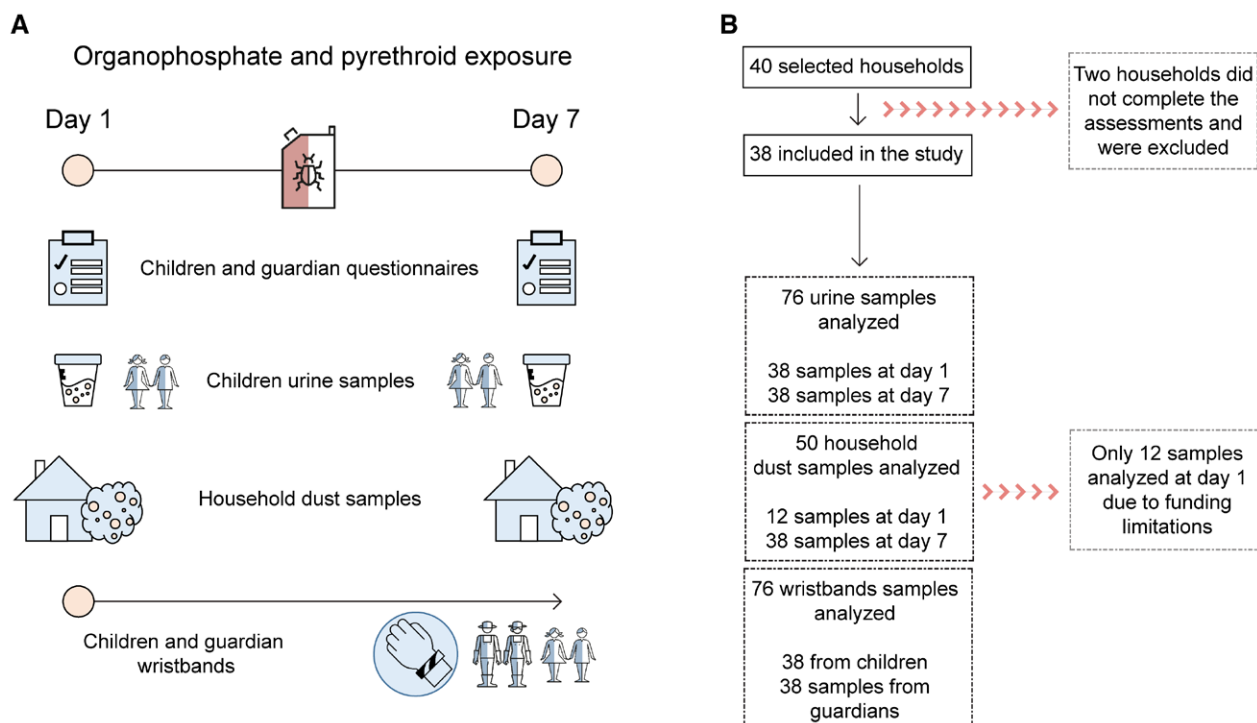 A
Organophosphate and pyrethroid exposure
Day 1
Day 7
Children and guardian questionnaires
Children urine samples
Household dust samples
Children and guardian
wristbands
B
40 selected households
Two households did
not complete the
assessments and
were excluded
38 included in the study
76 urine samples
analyzed
38 samples at day 1
38 samples at day 7
50 household
dust samples analyzed
12 samples at day 1
38 samples at day 7
Only 12 samples
analyzed at day 1
due to funding
limitations
76 wristbands samples
analyzed
38 from children
38 samples from
guardians